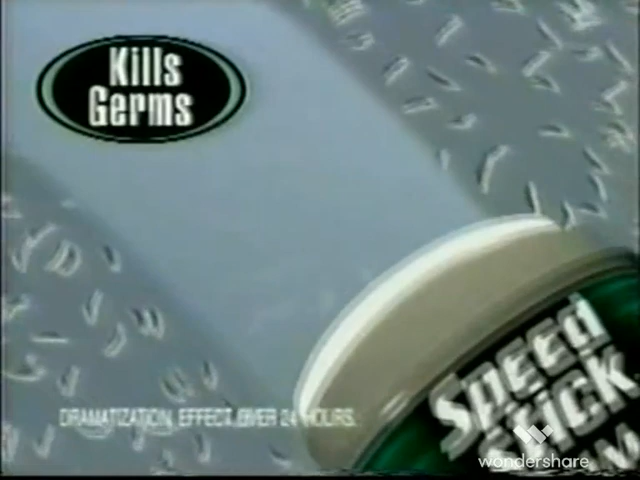 Kills
Germs
Speed
Stick
DRAMATIZATION. EFFECT OVER 24 HOURS.
wondershare